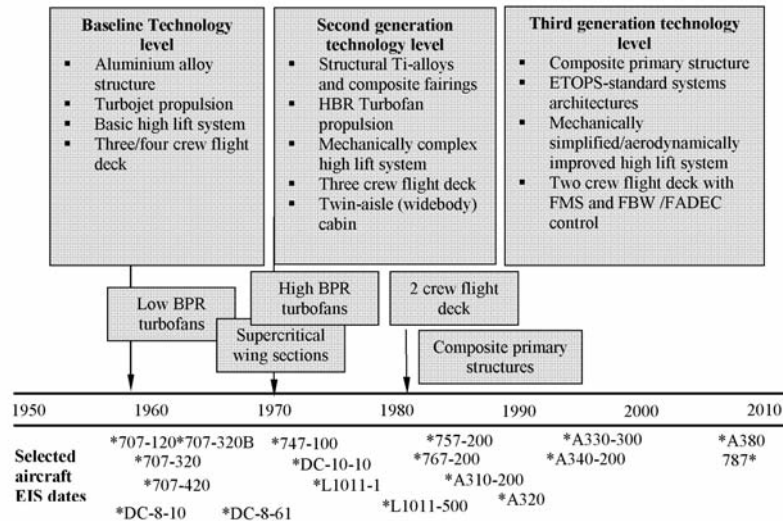 Baseline Technology
level
▪ Aluminium alloy
structure
▪ Turbojet propulsion
▪ Basic high lift system
▪ Three/four crew flight
deck
Second generation
technology level
▪ Structural Ti-alloys
and composite fairings
▪ HBR Turbofan
propulsion
▪ Mechanically complex
high lift system
▪ Three crew flight deck
▪ Twin-aisle (widebody)
cabin
Third generation technology
level
▪ Composite primary structure
▪ ETOPS-standard systems
architectures
▪ Mechanically
simplified/aerodynamically
improved high lift system
▪ Two crew flight deck with
FMS and FBW /FADEC
control
Low BPR
turbofans
High BPR
turbofans
Supercritical
wing sections
2 crew flight
deck
Composite primary
structures
1950 1960 1970 1980 1990 2000 2010
Selected
aircraft
EIS dates
*707-120*707-320B *747-100 *757-200 *A330-300 *A380
*707-320 *DC-10-10 *767-200 *A340-200 787*
*707-420 *L1011-1 *A310-200
*DC-8-10 *DC-8-61 *L1011-500 *A320